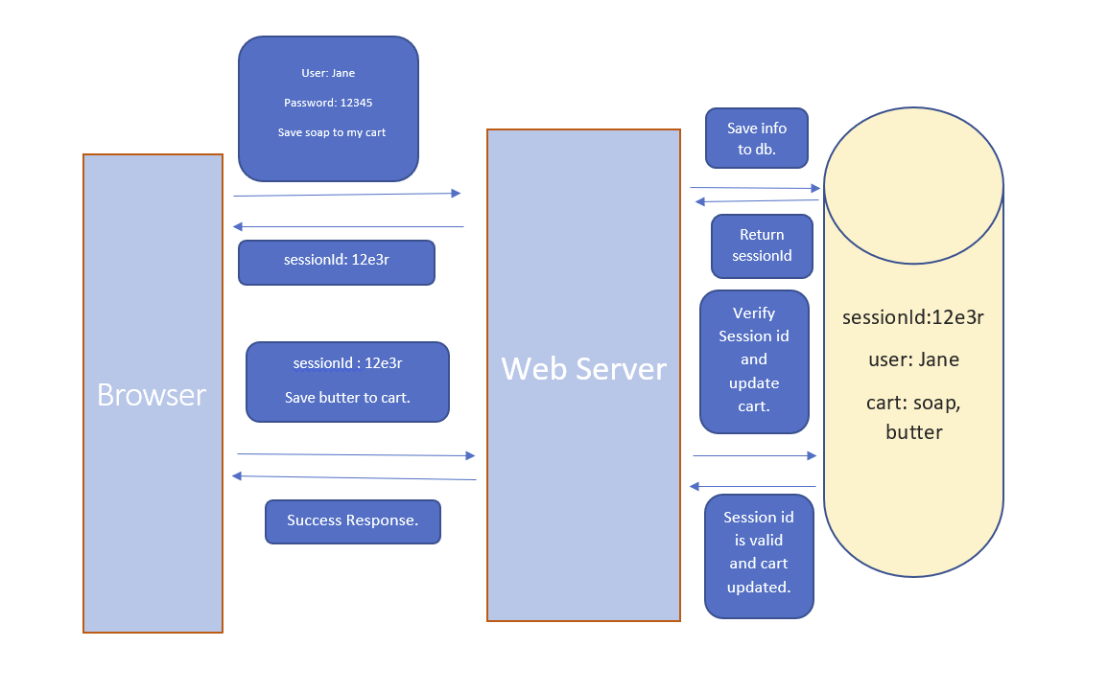 User: Jane
Password: 12345
Save soap to my cart
Save info
to db.
Return
sessionId
sessionId: 12e3r
Verify
Session id
and
update
cart.
sessionId:12e3r
user: Jane
cart: soap,
butter
sessionId : 12e3r
Save butter to cart.
Browser
Web Server
Success Response.
Session id
is valid
and cart
updated.